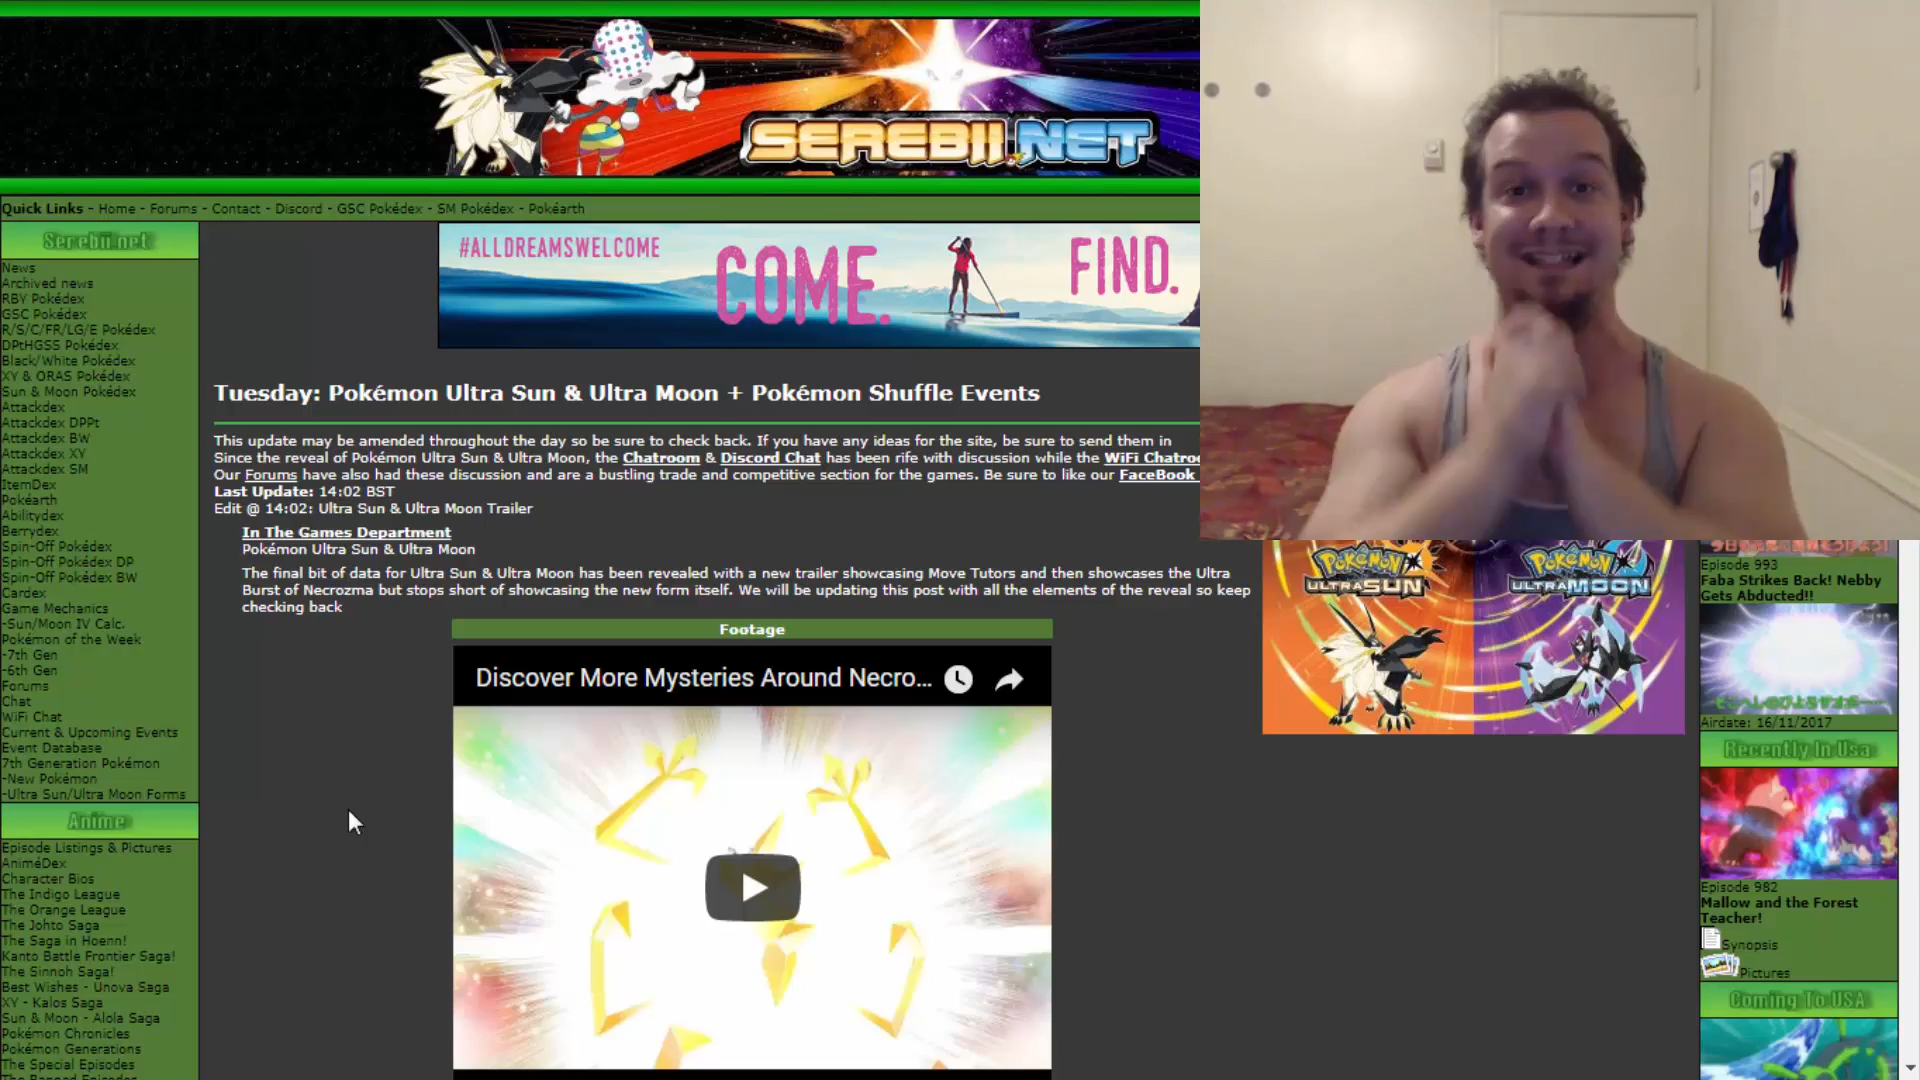 SEREBII.NET
Quick Links - Home - Forums - Contact - Discord - GSC Pokédex - SM Pokédex - Pokéarth
Serebii.net
News
Archived news
RBY Pokédex
GSC Pokédex
R/S/C/FR/LG/E Pokédex
DPtHGSS Pokédex
Black/White Pokédex
XY & ORAS Pokédex
Sun & Moon Pokédex
Attackdex
Attackdex DPPt
Attackdex BW
Attackdex XY
Attackdex SM
ItemDex
Pokéarth
Abilitydex
Berrydex
Spin-Off Pokédex
Spin-Off Pokédex DP
Spin-Off Pokédex BW
Cardex
Game Mechanics
-Sun/Moon IV Calc.
Pokémon of the Week
-7th Gen
-6th Gen
Forums
Chat
WiFi Chat
Current & Upcoming Events
Event Database
7th Generation Pokémon
-New Pokémon
-Ultra Sun/Ultra Moon Forms
Anime
Episode Listings & Pictures
AniméDex
Character Bios
The Indigo League
The Orange League
The Johto Saga
The Saga in Hoenn!
Kanto Battle Frontier Saga!
The Sinnoh Saga!
Best Wishes - Unova Saga
XY - Kalos Saga
Sun & Moon - Alola Saga
Pokémon Chronicles
Pokémon Generations
The Special Episodes
The Banned Episodes
#ALLDREAMSWELCOME
COME.
FIND.
Tuesday: Pokémon Ultra Sun & Ultra Moon + Pokémon Shuffle Events
This update may be amended throughout the day so be sure to check back. If you have any ideas for the site, be sure to send them in
Since the reveal of Pokémon Ultra Sun & Ultra Moon, the Chatroom & Discord Chat has been rife with discussion while the WiFi
Our Forums have also had these discussion and are a bustling trade and competitive section for the games. Be sure to like our FaceBook
Last Update: 14:02 BST
Edit @ 14:02: Ultra Sun & Ultra Moon Trailer
In The Games Department
Pokémon Ultra Sun & Ultra Moon
The final bit of data for Ultra Sun & Ultra Moon has been revealed with a new trailer showcasing Move Tutors and then showcases the Ultra
Burst of Necrozma but stops short of showcasing the new form itself. We will be updating this post with all the elements of the reveal so keep
checking back
Footage
Discover More Mysteries Around Necro...
POKÉMON
ULTRA SUN
POKÉMON
ULTRA MOON
Episode 993
Faba Strikes Back! Nebby
Gets Abducted!!
Airdate: 16/11/2017
Recently In Usa
Episode 982
Mallow and the Forest
Teacher!
Synopsis
Pictures
Coming To USA